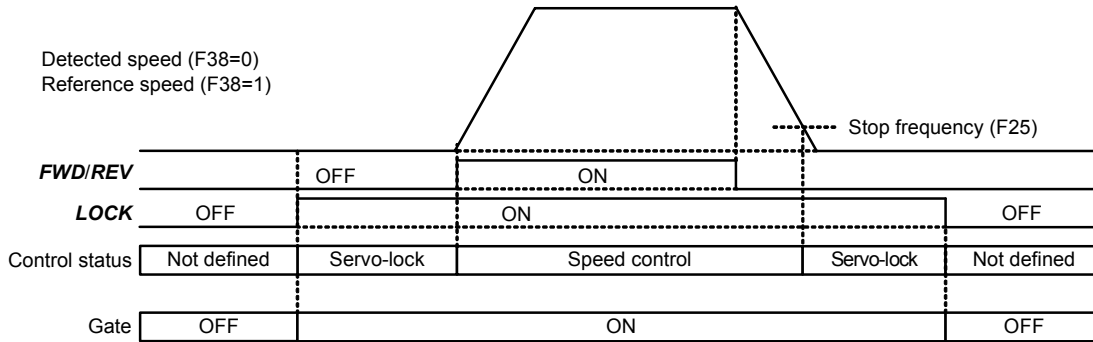 Detected speed (F38=0)
Reference speed (F38=1)
Stop frequency (F25)
FWD/REV OFF ON
LOCK OFF ON OFF
Control status Not defined Servo-lock Speed control Servo-lock Not defined
Gate OFF ON OFF